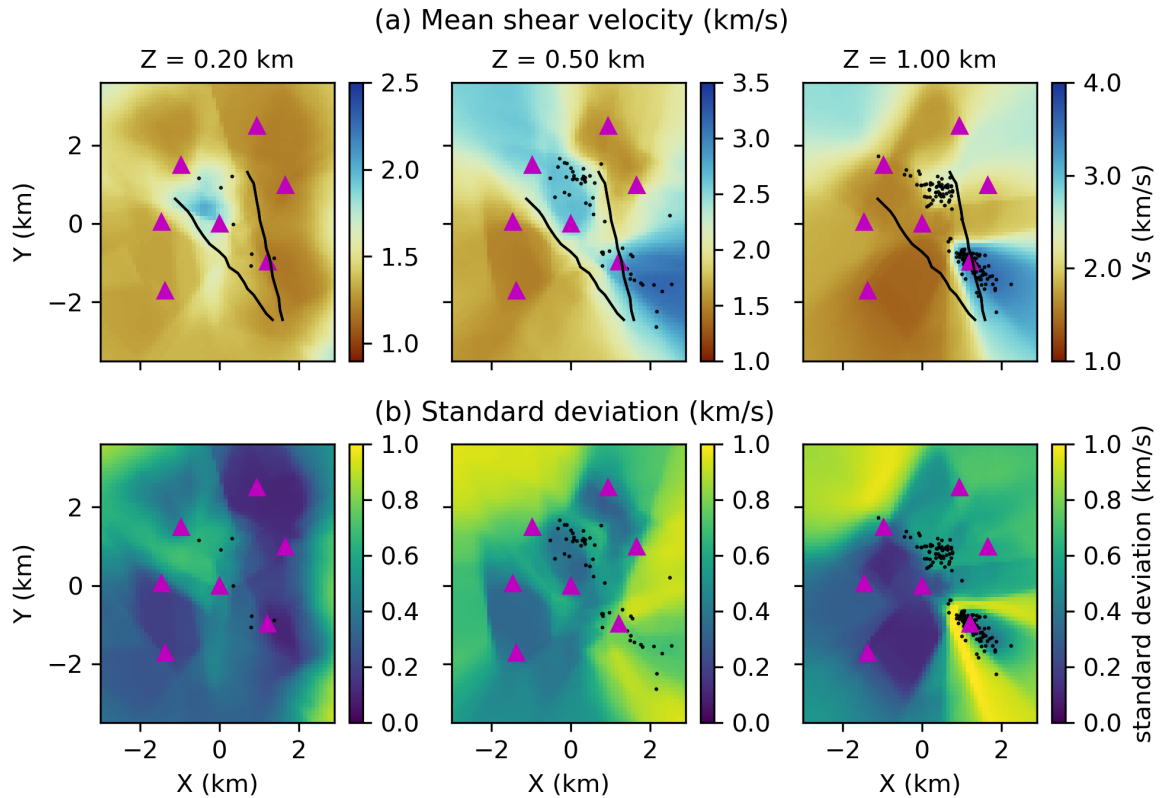 (a) Mean shear velocity (km/s)
Z = 0.20 km Z = 0.50 km Z = 1.00 km
2.5 3.5 4.0
2 3.0
2.0 2.5 3.0
0 2.0
1.5 2.0
−2 1.5
1.0 1.0 1.0
Y (km)
Vs (km/s)
(b) Standard deviation (km/s)
1.0 1.0 1.0
2 0.8 0.8 0.8
0.6 0.6 0.6
0 0.4 0.4 0.4
−2 0.2 0.2 0.2
0.0 0.0 0.0
Y (km)
standard deviation (km/s)
−2 0 2 −2 0 2 −2 0 2
X (km) X (km) X (km)